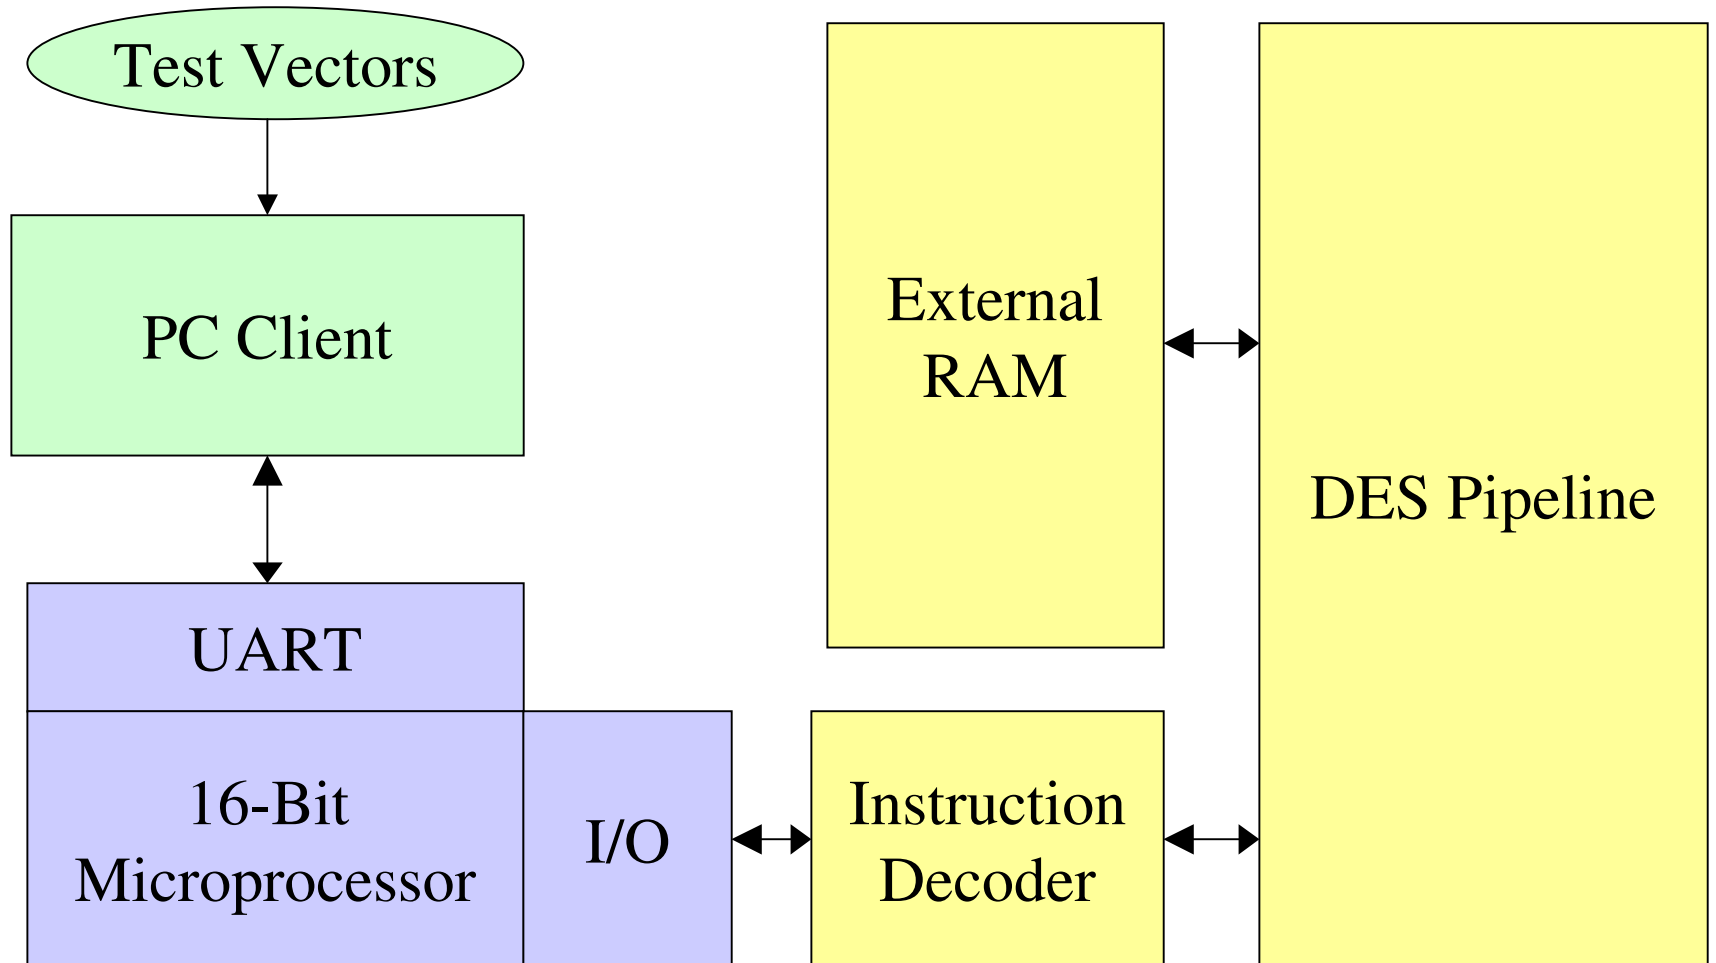 Test Vectors
PC Client
UART
16-Bit
Microprocessor
I/O
External
RAM
Instruction
Decoder
DES Pipeline